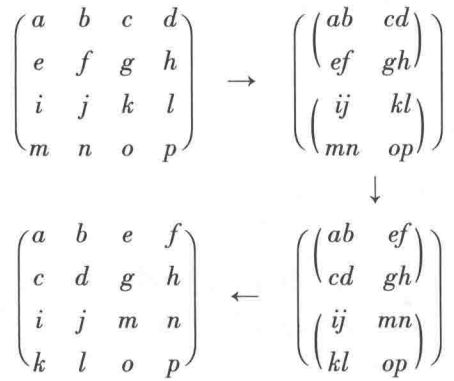 a b c d → ab cd
e f g h ef gh
i j k l ij kl
m n o p mn op
↓
a b e f ← ab ef
c d g h cd gh
i j m n ij mn
k l o p kl op